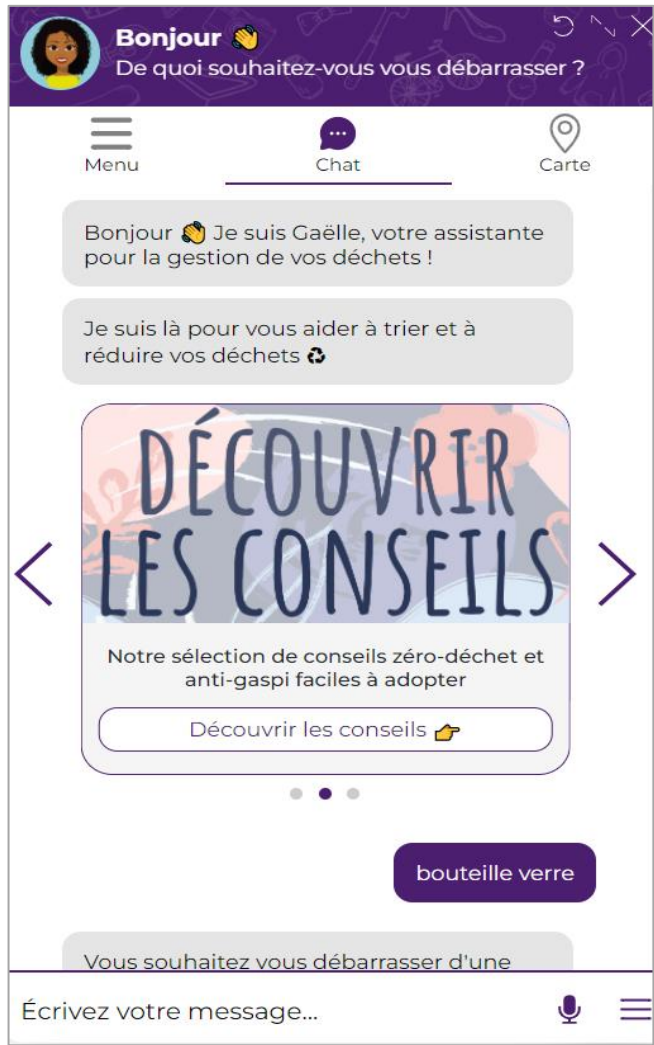 Bonjour 👋
De quoi souhaitez-vous vous débarrasser ?
Menu
Chat
Carte
Bonjour 👋 Je suis Gaëlle, votre assistante
pour la gestion de vos déchets !
Je suis là pour vous aider à trier et à
réduire vos déchets ♻
DÉCOUVRIR
LES CONSEILS
Notre sélection de conseils zéro-déchet et
anti-gaspi faciles à adopter
Découvrir les conseils 👉
bouteille verre
Vous souhaitez vous débarrasser d'une
Écrivez votre message...